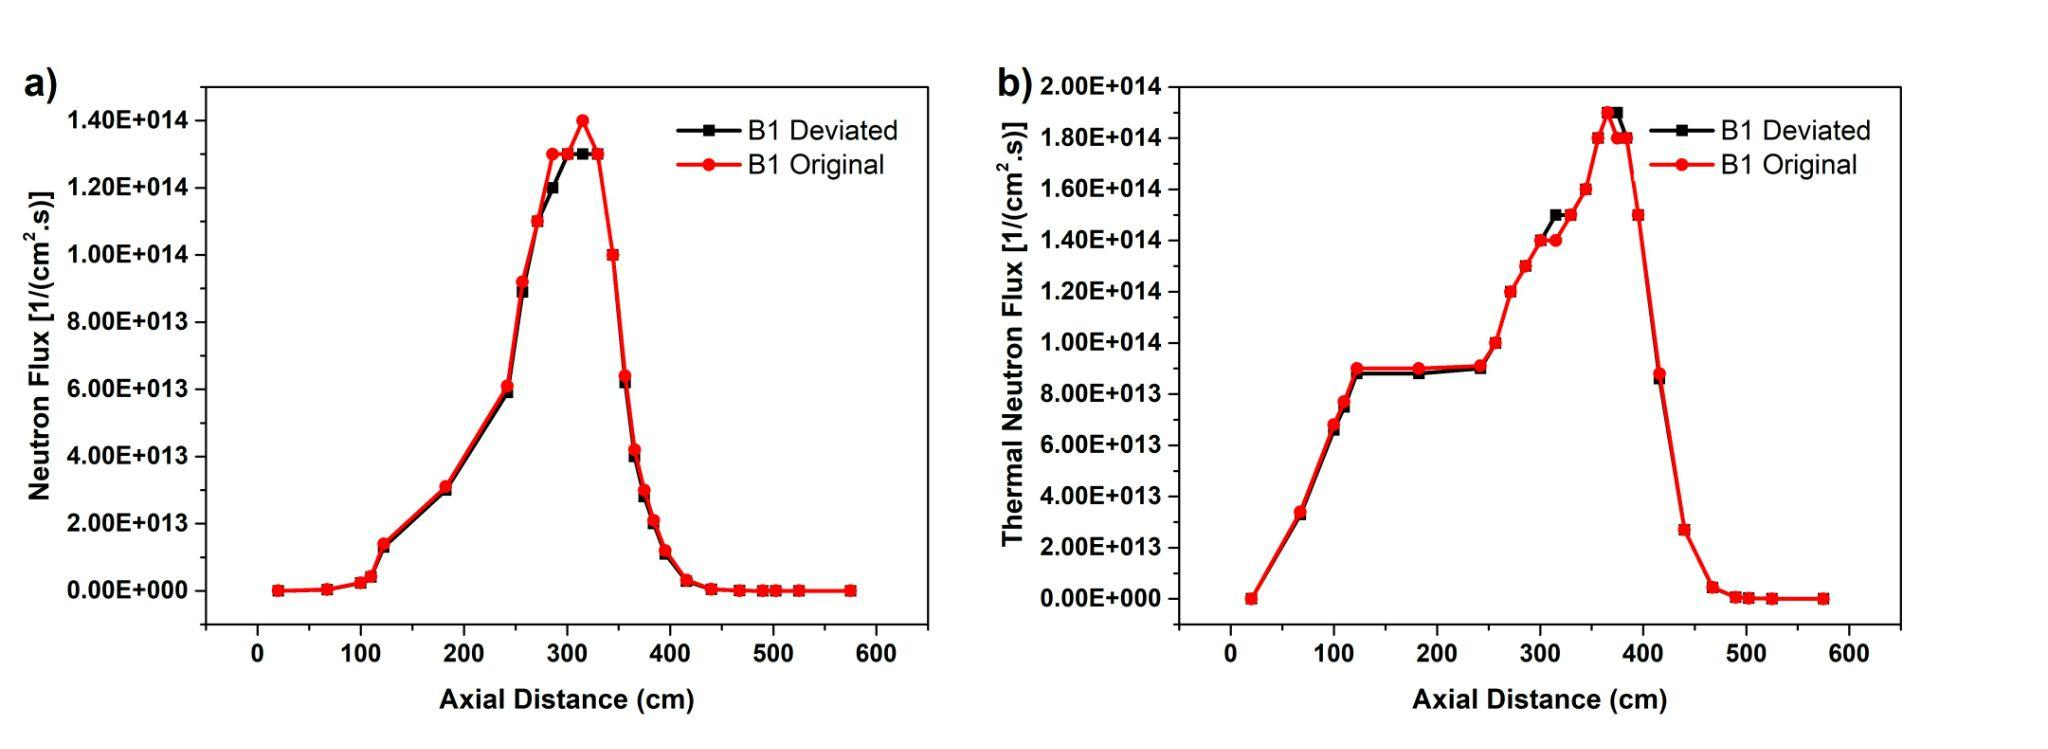 a)
Neutron Flux [1/(cm².s)]
1.40E+014
1.20E+014
1.00E+014
8.00E+013
6.00E+013
4.00E+013
2.00E+013
0.00E+000
B1 Deviated
B1 Original
0 100 200 300 400 500 600
Axial Distance (cm)
b)
Thermal Neutron Flux [1/(cm².s)]
2.00E+014
1.80E+014
1.60E+014
1.40E+014
1.20E+014
1.00E+014
8.00E+013
6.00E+013
4.00E+013
2.00E+013
0.00E+000
B1 Deviated
B1 Original
0 100 200 300 400 500 600
Axial Distance (cm)